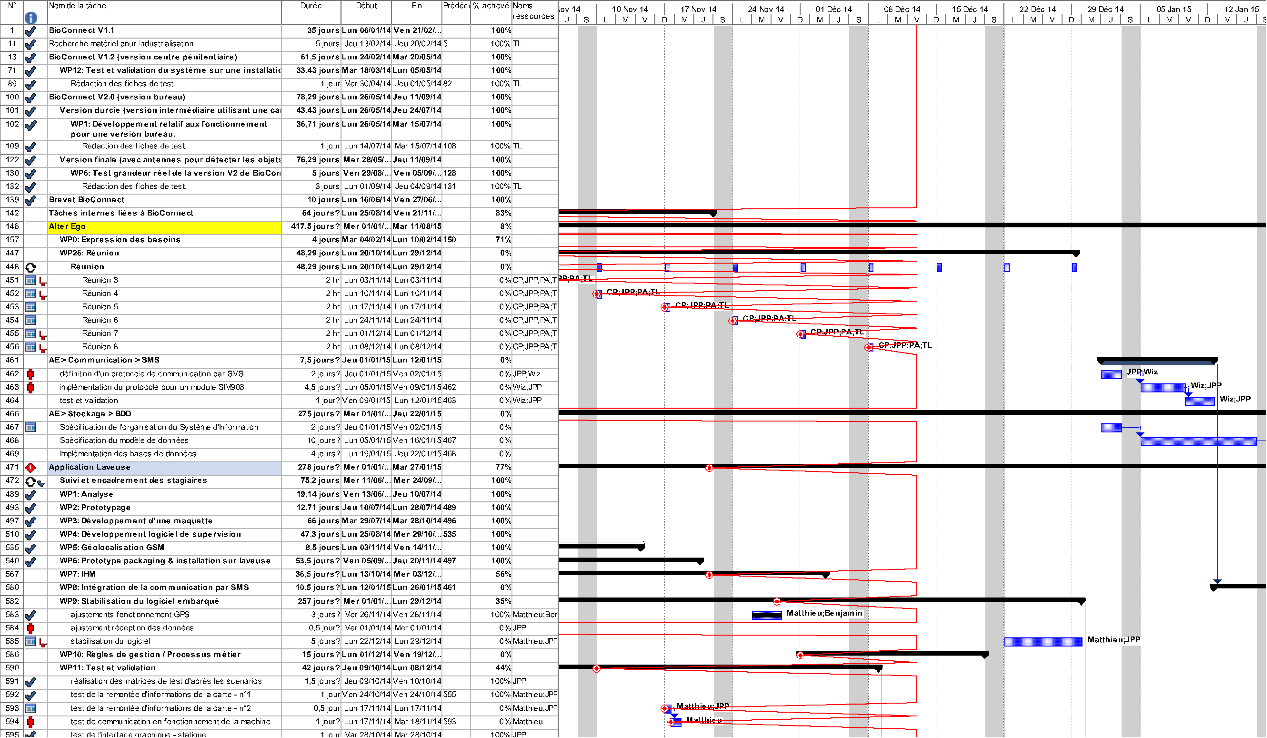 N° Nom de la tâche Durée Début Fin Prédéc % achevé Noms ressources
10 Nov 14 17 Nov 14 24 Nov 14 01 Déc 14 08 Déc 14 15 Déc 14 22 Déc 14 29 Déc 14 05 Jan 15 12 Jan 15
1 BioConnect V1.1 35 jours Lun 06/01/14 Ven 21/02/... 100%
11 Recherche matériel pour industrialisation 5 jours 100% TL
13 BioConnect V1.2 (version centre pénitentiaire) 61,5 jours Lun 24/02/14 Mar 20/05/14 100%
71 WP12: Test et validation du système sur une installatio 33,43 jours Mar 18/03/14 Lun 05/05/14 100%
89 Rédaction des fiches de test. 1 jour Mer 30/04/14 82 100% TL
100 BioConnect V2.0 (version bureau) 78,29 jours Lun 26/05/14 Jeu 11/09/14 100%
101 Version durcie (version intermédiaire utilisant une ca 43,43 jours Lun 26/05/14 Jeu 24/07/14 100%
102 WP1: Développement relatif aux fonctionnement pour une version bureau. 36,71 jours Lun 26/05/14 Mar 15/07/14 100%
109 Rédaction des fiches de test. 1 jour Lun 14/07/14 Mar 15/07/14 108 100% TL
122 Version finale (avec antennes pour détecter les objets 76,29 jours Mer 28/05/... Jeu 11/09/14 100%
130 WP6: Test grandeur réel de la version V2 de BioCon 5 jours Ven 29/08/... Ven 05/09/... 128 100%
132 Rédaction des fiches de test. 3 jours Lun 01/09/14 Jeu 04/09/14 131 100% TL
139 Brevet BioConnect 10 jours Lun 16/06/14 Ven 27/06/... 100%
142 Tâches internes liées à BioConnect 64 jours? Lun 25/08/14 Ven 21/11/... 83%
146 Alter Ego 417,5 jours? Mer 01/01/... Mar 11/08/15 8%
157 WP0: Expression des besoins 4 jours Mar 04/02/14 Lun 10/02/14 150 71%
447 WP26: Réunion 48,29 jours Lun 20/10/14 Lun 29/12/14 0%
448 Réunion 48,29 jours Lun 20/10/14 Lun 29/12/14 0%
451 Réunion 3 2 hr Lun 03/11/14 Lun 03/11/14 0% CP;JPP;PA;T
452 Réunion 4 2 hr Lun 10/11/14 Lun 10/11/14 0% CP;JPP;PA;T CP;JPP;PA;TL
453 Réunion 5 2 hr Lun 17/11/14 Lun 17/11/14 0% CP;JPP;PA;T CP;JPP;PA;TL
454 Réunion 6 2 hr Lun 24/11/14 Lun 24/11/14 0% CP;JPP;PA;T CP;JPP;PA;TL
455 Réunion 7 2 hr Lun 01/12/14 Lun 01/12/14 0% CP;JPP;PA;T CP;JPP;PA;TL
456 Réunion 8 2 hr Lun 08/12/14 Lun 08/12/14 0% CP;JPP;PA;T CP;JPP;PA;TL
461 AE > Communication > SMS 7,5 jours? Jeu 01/01/15 Lun 12/01/15 0%
462 définition d'un protocole de communication par SMS 2 jours? Jeu 01/01/15 Ven 02/01/15 0% JPP;Wiz JPP;Wiz
463 implémentation du protocole pour un module SIM908 4,5 jours? Lun 05/01/15 Ven 09/01/15 462 0% Wiz;JPP Wiz;JPP
464 test et validation 1 jour? Ven 09/01/15 Lun 12/01/15 463 0% Wiz;JPP Wiz;JPP
466 AE > Stockage > BDD 275 jours? Mer 01/01/... Jeu 22/01/15 0%
467 Spécification de l'organisation du Système d'Information 2 jours? Jeu 01/01/15 Ven 02/01/15 0%
468 Spécification du modèle de données 10 jours? Lun 05/01/15 Ven 16/01/15 467 0%
469 Implémentation des bases de données 4 jours? Lun 19/01/15 Jeu 22/01/15 468 0%
471 Application Laveuse 278 jours? Mer 01/01/... Mar 27/01/15 77%
472 Suivi et encadrement des stagiaires 75,2 jours Mer 11/06/... Mer 24/09/... 100%
489 WP1: Analyse 19,14 jours Ven 13/06/... Jeu 10/07/14 100%
493 WP2: Prototypage 12,71 jours Jeu 10/07/14 Lun 28/07/14 489 100%
497 WP3: Développement d'une maquette 66 jours Mar 29/07/14 Mar 28/10/14 496 100%
510 WP4: Développement logiciel de supervision 47,3 jours Lun 25/08/14 Mer 29/10/... 535 100%
535 WP5: Géolocalisation GSM 8,5 jours Lun 03/11/14 Ven 14/11/... 100%
540 WP6: Prototype packaging & installation sur laveuse 53,5 jours? Ven 05/09/... Jeu 20/11/14 497 100%
567 WP7: IHM 36,5 jours? Lun 13/10/14 Mer 03/12/... 56%
580 WP8: Intégration de la communication par SMS 10,5 jours? Lun 12/01/15 Lun 26/01/15 461 0%
582 WP9: Stabilisation du logiciel embarqué 257 jours? Mer 01/01/... Lun 29/12/14 35%
583 ajustements fonctionnement GPS 3 jours? 100% Matthieu;Ben Matthieu;Benjamin
584 ajustement réception des données 0,5 jour? Mer 01/01/14 Mer 01/01/14 0% JPP
585 stabilisation du logiciel 5 jours Lun 22/12/14 Lun 29/12/14 0% Matthieu;JPP Matthieu;JPP
586 WP10: Règles de gestion / Processus métier 15 jours? Lun 01/12/14 Ven 19/12/... 0%
590 WP11: Test et validation 42 jours? Jeu 09/10/14 Lun 08/12/14 44%
591 réalisation des matrices de test d'après les scenarios 1,5 jours? Ven 10/10/14 100% JPP
592 test de la remontée d'informations de la carte - n°1 1 jour Ven 24/10/14 Ven 24/10/14 100% Matthieu;JPP
593 test de la remontée d'informations de la carte - n°2 0,5 jour Lun 17/11/14 Lun 17/11/14 0% Matthieu;JPP Matthieu;JPP
594 test de communication et fonctionnement de la machine 1 jour? Lun 17/11/14 Mar 18/11/14 593 0% Matthieu Matthieu
595 test de l'interface graphique - statique 1 jour Mar 28/10/14 Mar 28/10/14 100% JPP